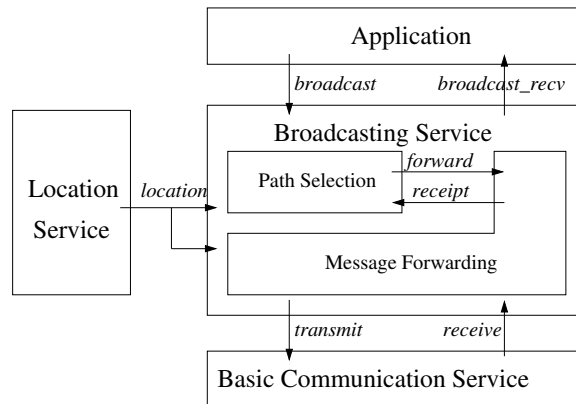 Application
broadcast
broadcast_recv
Broadcasting Service
forward
Path Selection
receipt
Location
Service
location
Message Forwarding
transmit
receive
Basic Communication Service